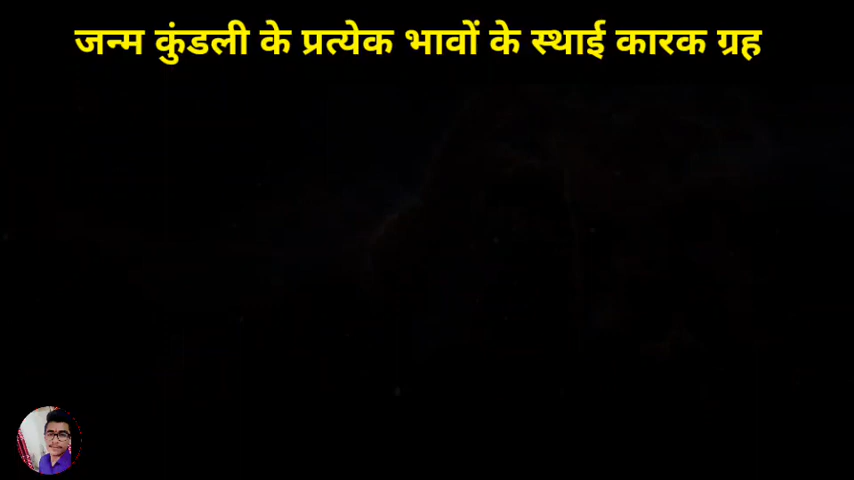 जन्म कुंडली के प्रत्येक भावों के स्थाई कारक ग्रह